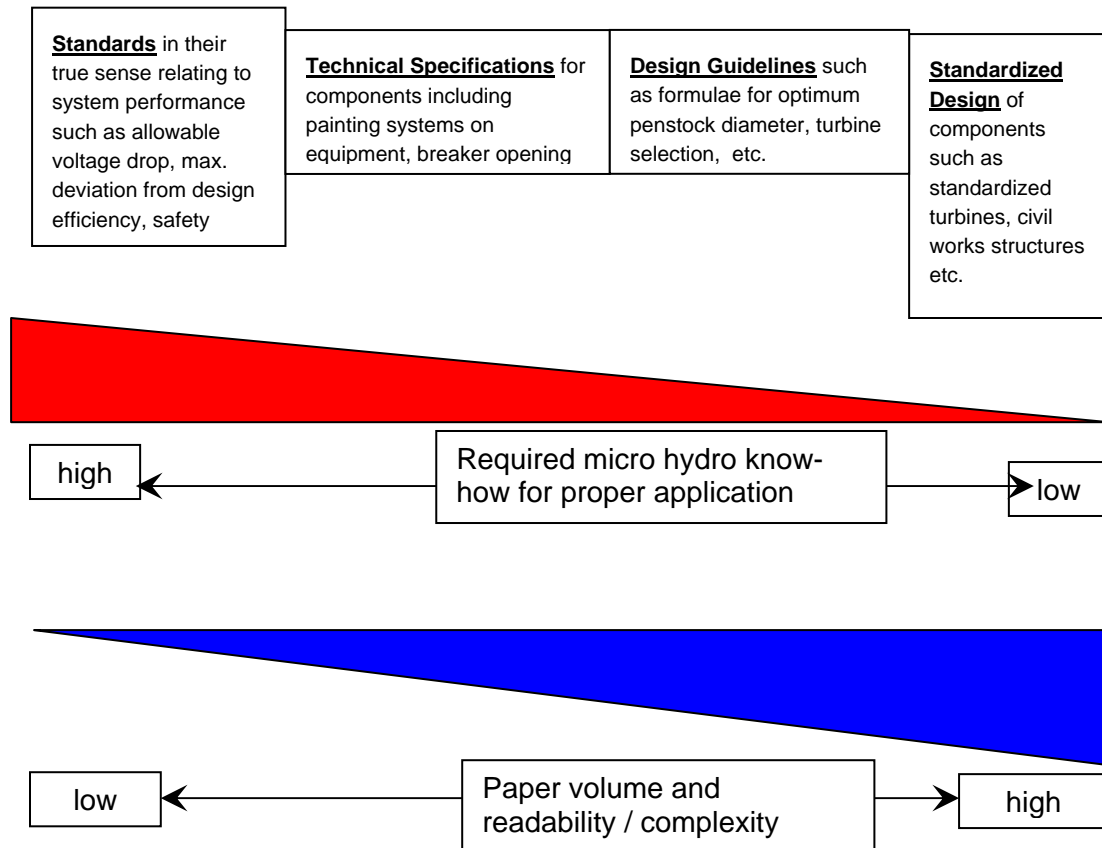 Standards in their
true sense relating to
system performance
such as allowable
voltage drop, max.
deviation from design
efficiency, safety
Technical Specifications for
components including
painting systems on
equipment, breaker opening
Design Guidelines such
as formulae for optimum
penstock diameter, turbine
selection, etc.
Standardized
Design of
components
such as
standardized
turbines, civil
works structures
etc.
high
Required micro hydro know-
how for proper application
low
low
Paper volume and
readability / complexity
high